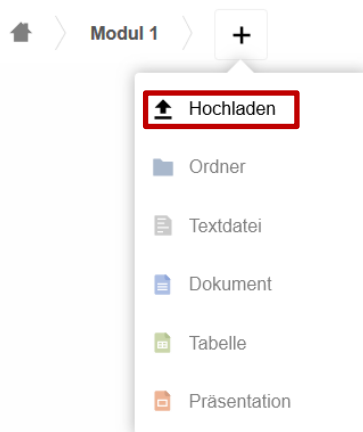 Modul 1
Hochladen
Ordner
Textdatei
Dokument
Tabelle
Präsentation